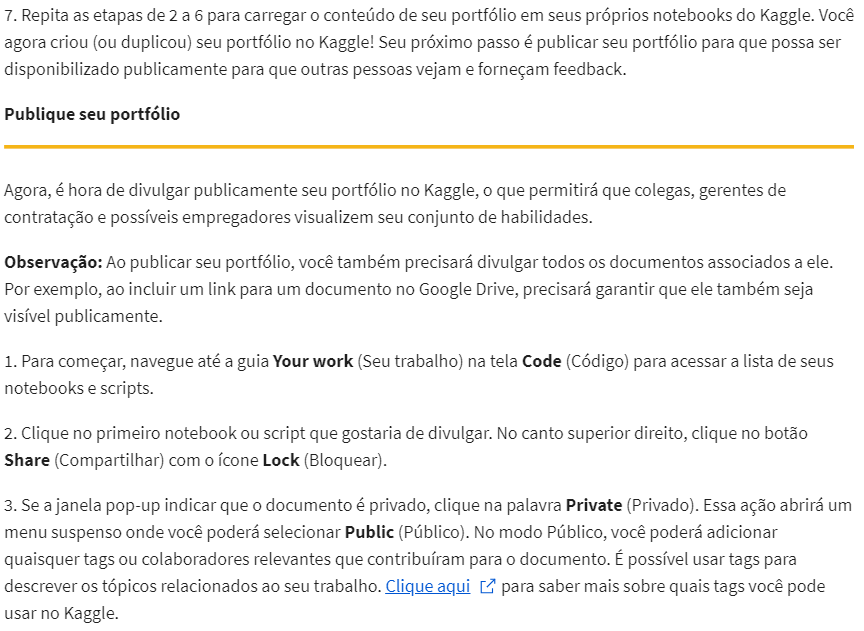 7. Repita as etapas de 2 a 6 para carregar o conteúdo de seu portfólio em seus próprios notebooks do Kaggle. Você
agora criou (ou duplicou) seu portfólio no Kaggle! Seu próximo passo é publicar seu portfólio para que possa ser
disponibilizado publicamente para que outras pessoas vejam e forneçam feedback.
Publique seu portfólio
Agora, é hora de divulgar publicamente seu portfólio no Kaggle, o que permitirá que colegas, gerentes de
contratação e possíveis empregadores visualizem seu conjunto de habilidades.
Observação: Ao publicar seu portfólio, você também precisará divulgar todos os documentos associados a ele.
Por exemplo, ao incluir um link para um documento no Google Drive, precisará garantir que ele também seja
visível publicamente.
1. Para começar, navegue até a guia Your work (Seu trabalho) na tela Code (Código) para acessar a lista de seus
notebooks e scripts.
2. Clique no primeiro notebook ou script que gostaria de divulgar. No canto superior direito, clique no botão
Share (Compartilhar) com o ícone Lock (Bloquear).
3. Se a janela pop-up indicar que o documento é privado, clique na palavra Private (Privado). Essa ação abrirá um
menu suspenso onde você poderá selecionar Public (Público). No modo Público, você poderá adicionar
quaisquer tags ou colaboradores relevantes que contribuíram para o documento. É possível usar tags para
descrever os tópicos relacionados ao seu trabalho. Clique aqui para saber mais sobre quais tags você pode
usar no Kaggle.